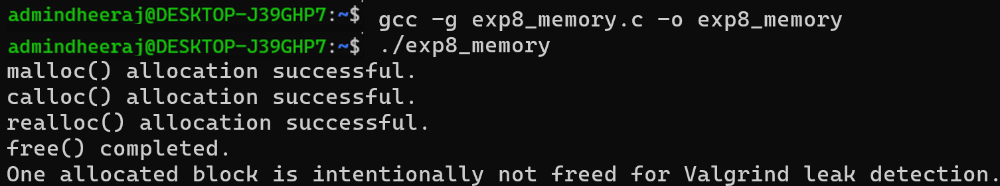 admindheeraj@DESKTOP-J39GHP7:~$ gcc -g exp8_memory.c -o exp8_memory
admindheeraj@DESKTOP-J39GHP7:~$ ./exp8_memory
malloc() allocation successful.
calloc() allocation successful.
realloc() allocation successful.
free() completed.
One allocated block is intentionally not freed for Valgrind leak detection.